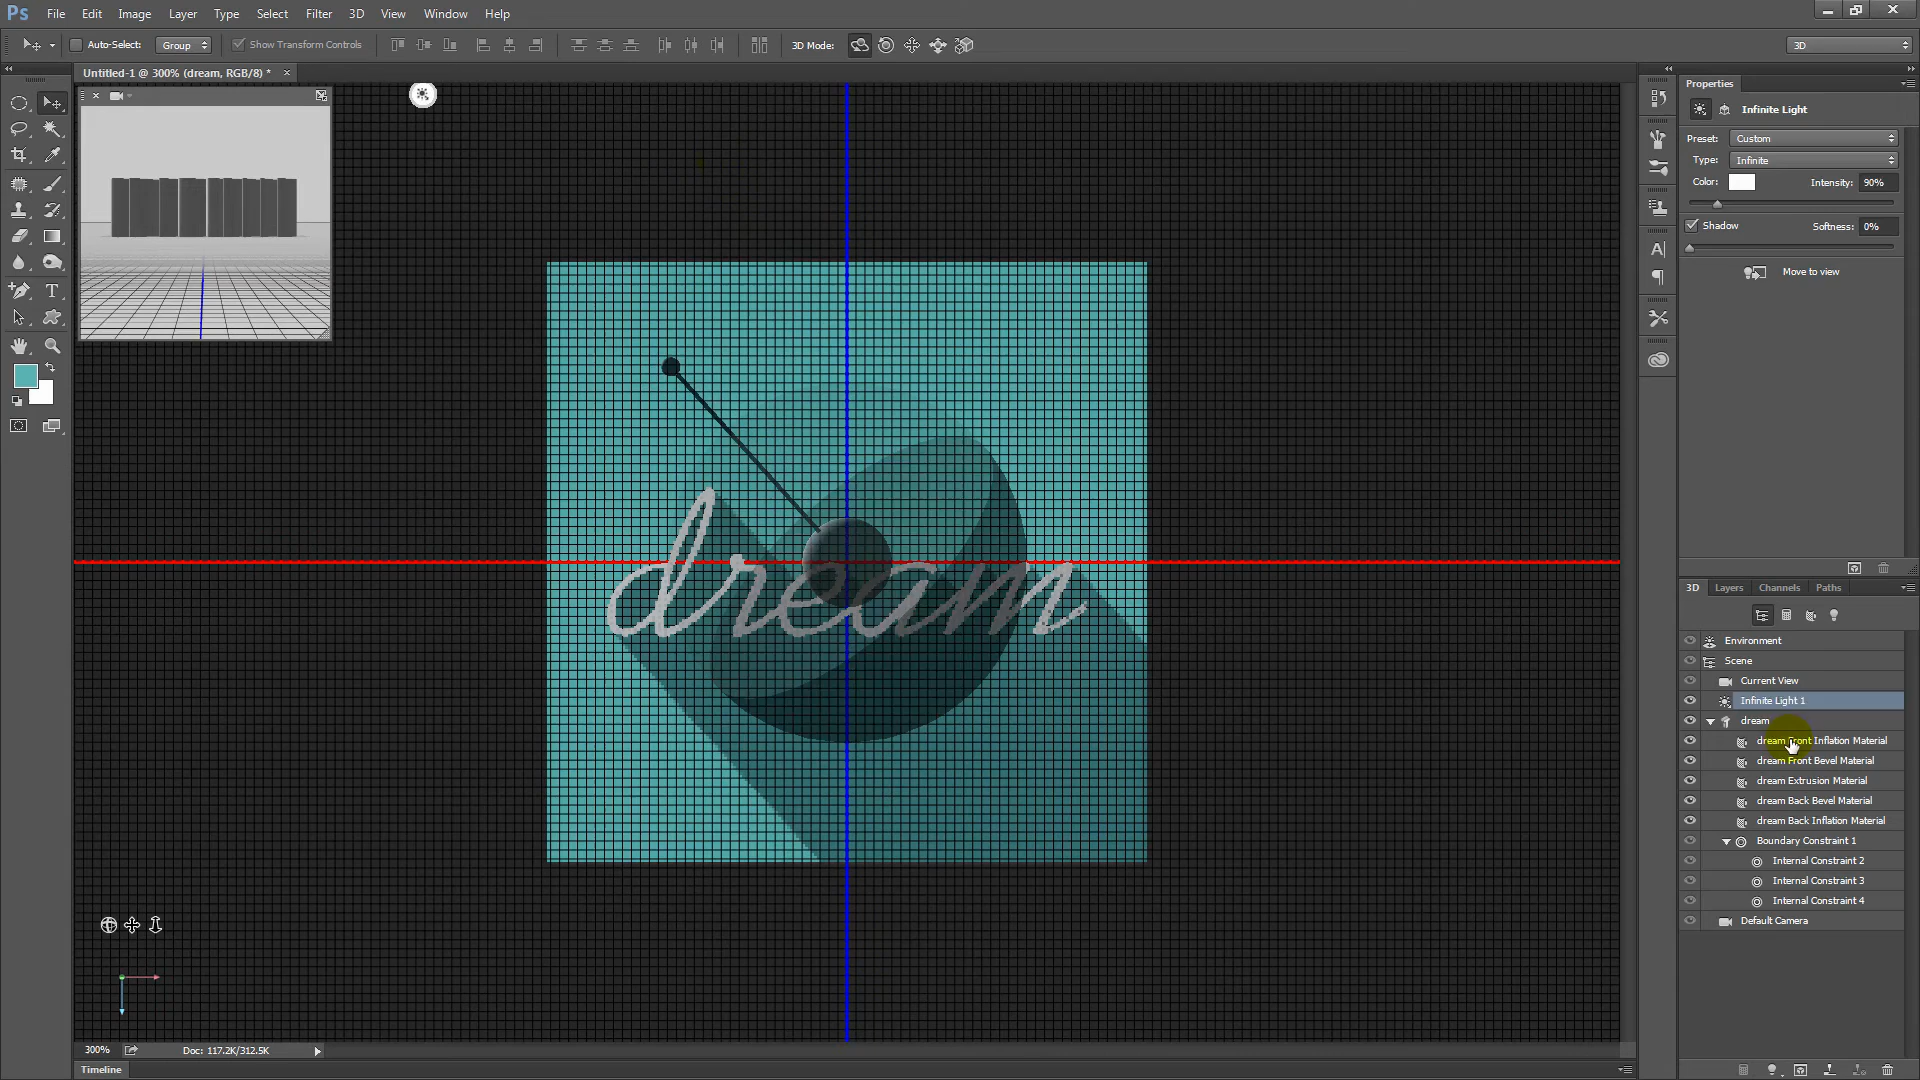 Ps File Edit Image Layer Type Select Filter 3D View Window Help
Auto-Select: Group Show Transform Controls 3D Mode: 3D
Untitled-1 @ 300% (dream, RGB/8) *
Properties
Infinite Light
Preset: Custom
Type: Infinite
Color: Intensity: 90%
Shadow Softness: 0%
Move to view
dream
3D Layers Channels Paths
Environment
Scene
Current View
Infinite Light 1
dream
dream Front Inflation Material
dream Front Bevel Material
dream Extrusion Material
dream Back Bevel Material
dream Back Inflation Material
Boundary Constraint 1
Internal Constraint 2
Internal Constraint 3
Internal Constraint 4
Default Camera
300% Doc: 117.2K/312.5K
Timeline